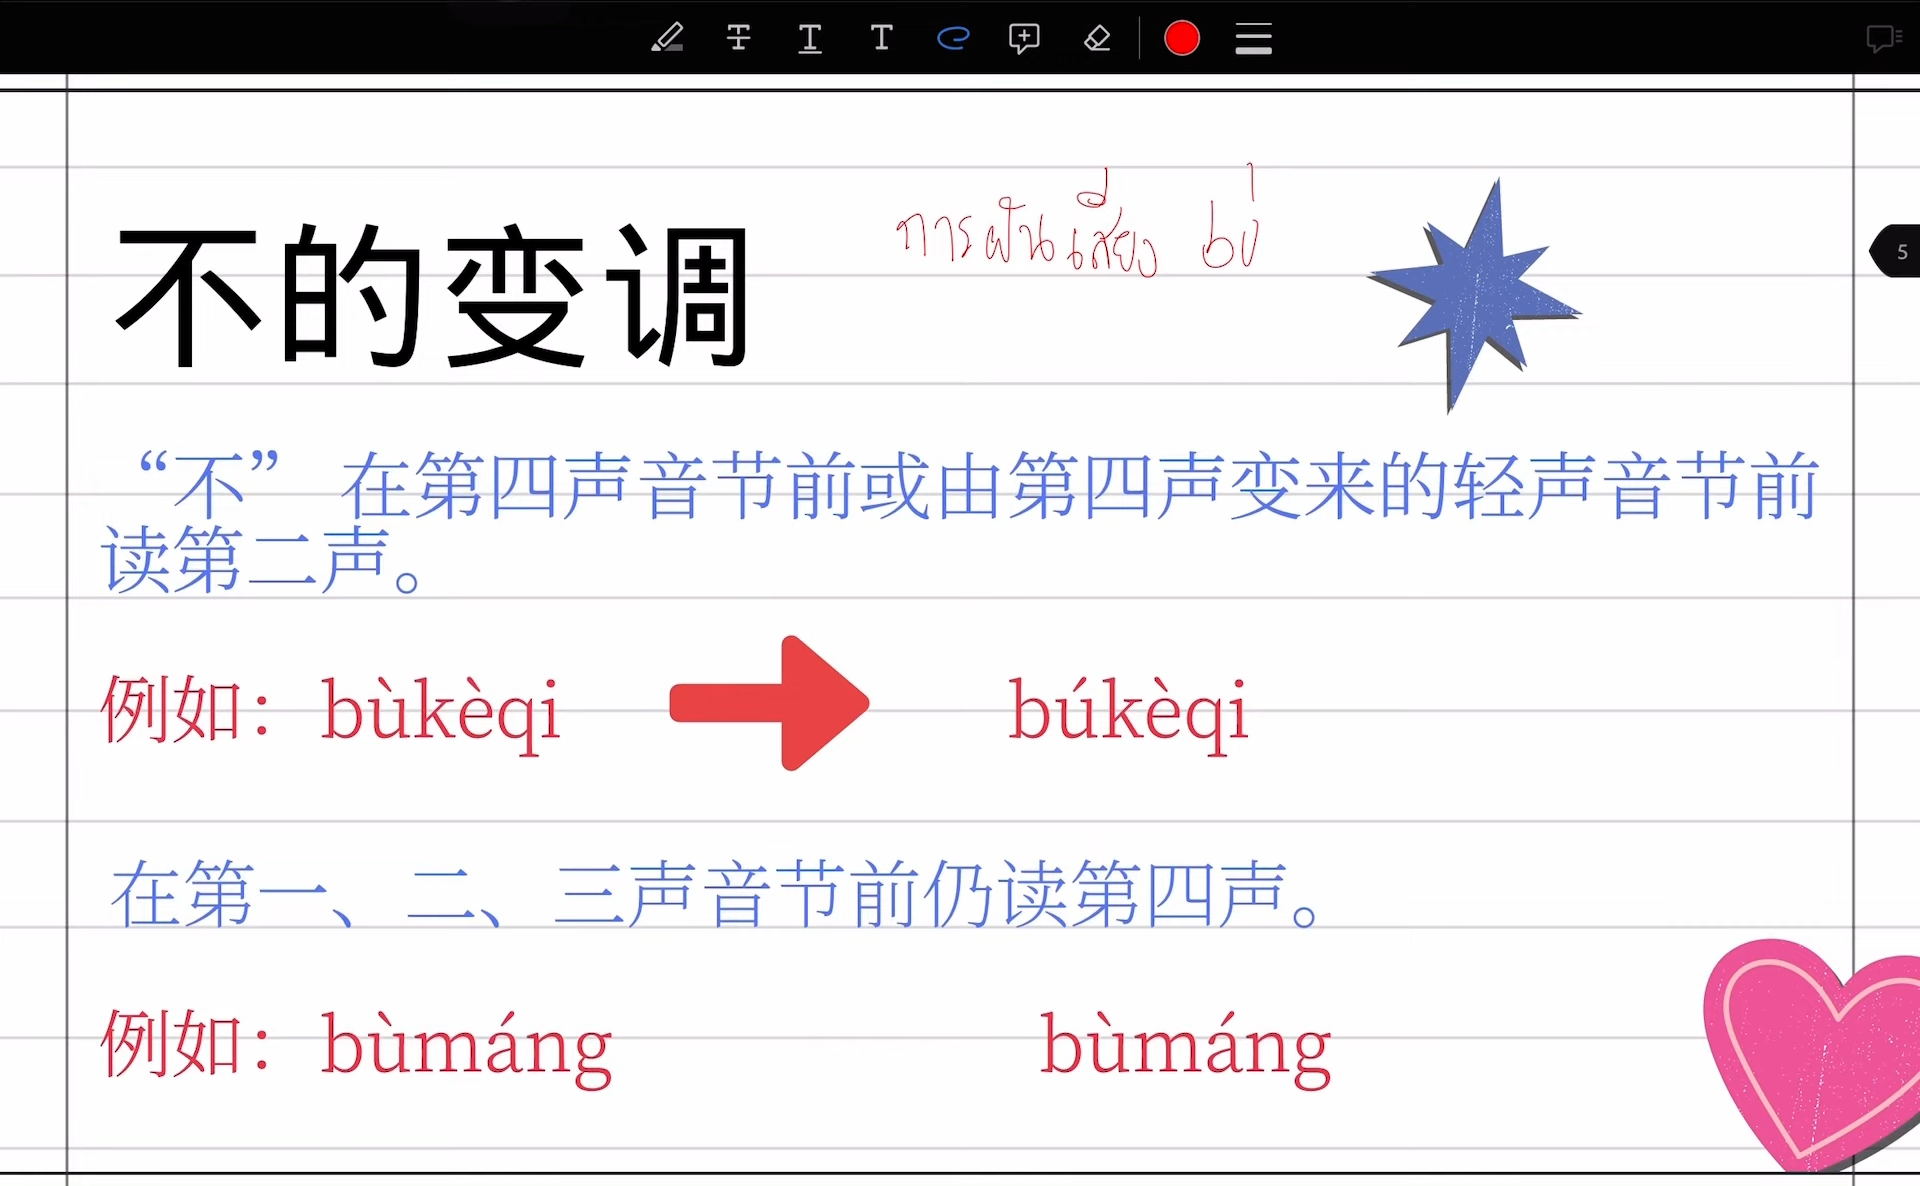 5
不的变调
การผันเสียง bù
“不” 在第四声音节前或由第四声变来的轻声音节前
读第二声。
例如：bùkèqi
búkèqi
在第一、二、三声音节前仍读第四声。
例如：bùmáng
bùmáng